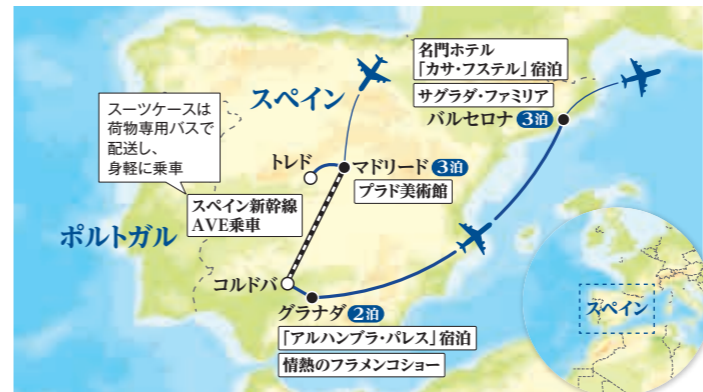 名門ホテル
「カサ・フステル」宿泊
サグラダ・ファミリア
バルセロナ 3泊
スペイン
スーツケースは
荷物専用バスで
配送し、
身軽に乗車
トレド
マドリード 3泊
プラド美術館
スペイン新幹線
AVE乗車
ポルトガル
コルドバ
グラナダ 2泊
「アルハンブラ・パレス」宿泊
情熱のフラメンコショー
スペイン